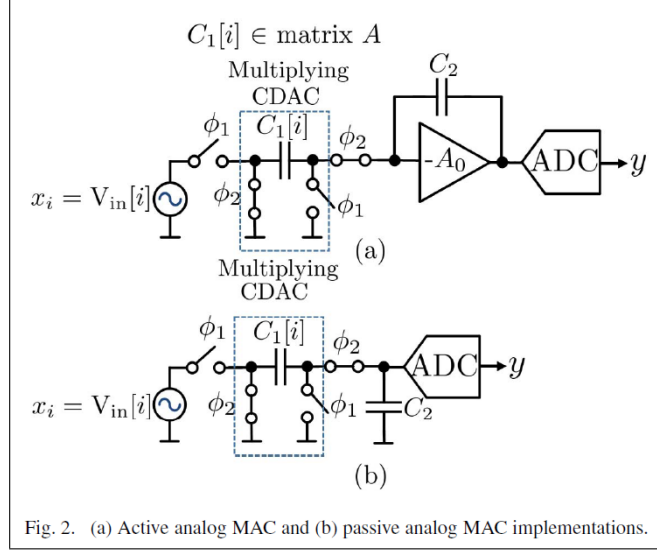 C₁[i] ∈ matrix A
Multiplying
CDAC
C₂
ϕ₁
C₁[i]
ϕ₂
-A₀
ADC
y
xᵢ = Vᵢₙ[i]
ϕ₂
ϕ₁
(a)
Multiplying
CDAC
ϕ₁
C₁[i]
ϕ₂
ADC
y
xᵢ = Vᵢₙ[i]
ϕ₂
ϕ₁
C₂
(b)
Fig. 2. (a) Active analog MAC and (b) passive analog MAC implementations.